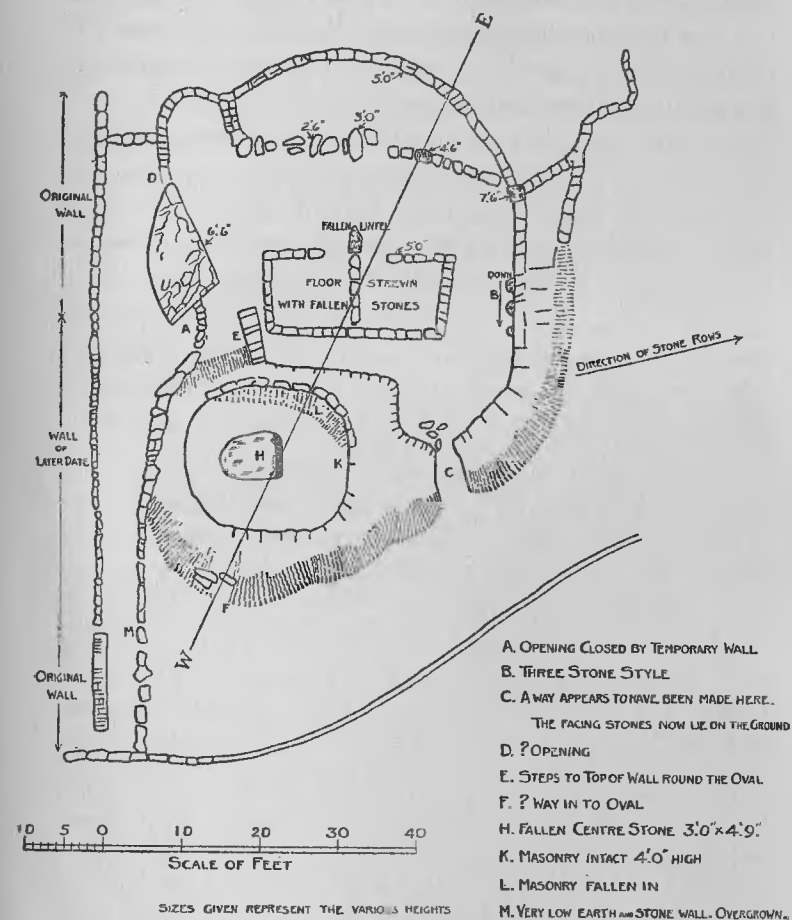 E
5'.0"
2'.6"
3'.0"
4'.6"
7'.6"
D
ORIGINAL
WALL
6'.6"
FALLEN LINTEL
5'.0"
FLOOR STREWN
WITH FALLEN STONES
DOWN
B
A
E
DIRECTION OF STONE ROWS
WALL
OF
LATER DATE
L
H
K
C
F
M
W
ORIGINAL
WALL
A. OPENING CLOSED BY TEMPORARY WALL
B. THREE STONE STYLE
C. A WAY APPEARS TO HAVE BEEN MADE HERE.
THE FACING STONES NOW LIE ON THE GROUND
D. ? OPENING
E. STEPS TO TOP OF WALL ROUND THE OVAL
F. ? WAY IN TO OVAL
H. FALLEN CENTRE STONE 3'.0" X 4'.9."
K. MASONRY INTACT 4'.0" HIGH
L. MASONRY FALLEN IN
M. VERY LOW EARTH AND STONE WALL. OVERGROWN.
10 5 0 10 20 30 40
SCALE OF FEET
SIZES GIVEN REPRESENT THE VARIOUS HEIGHTS